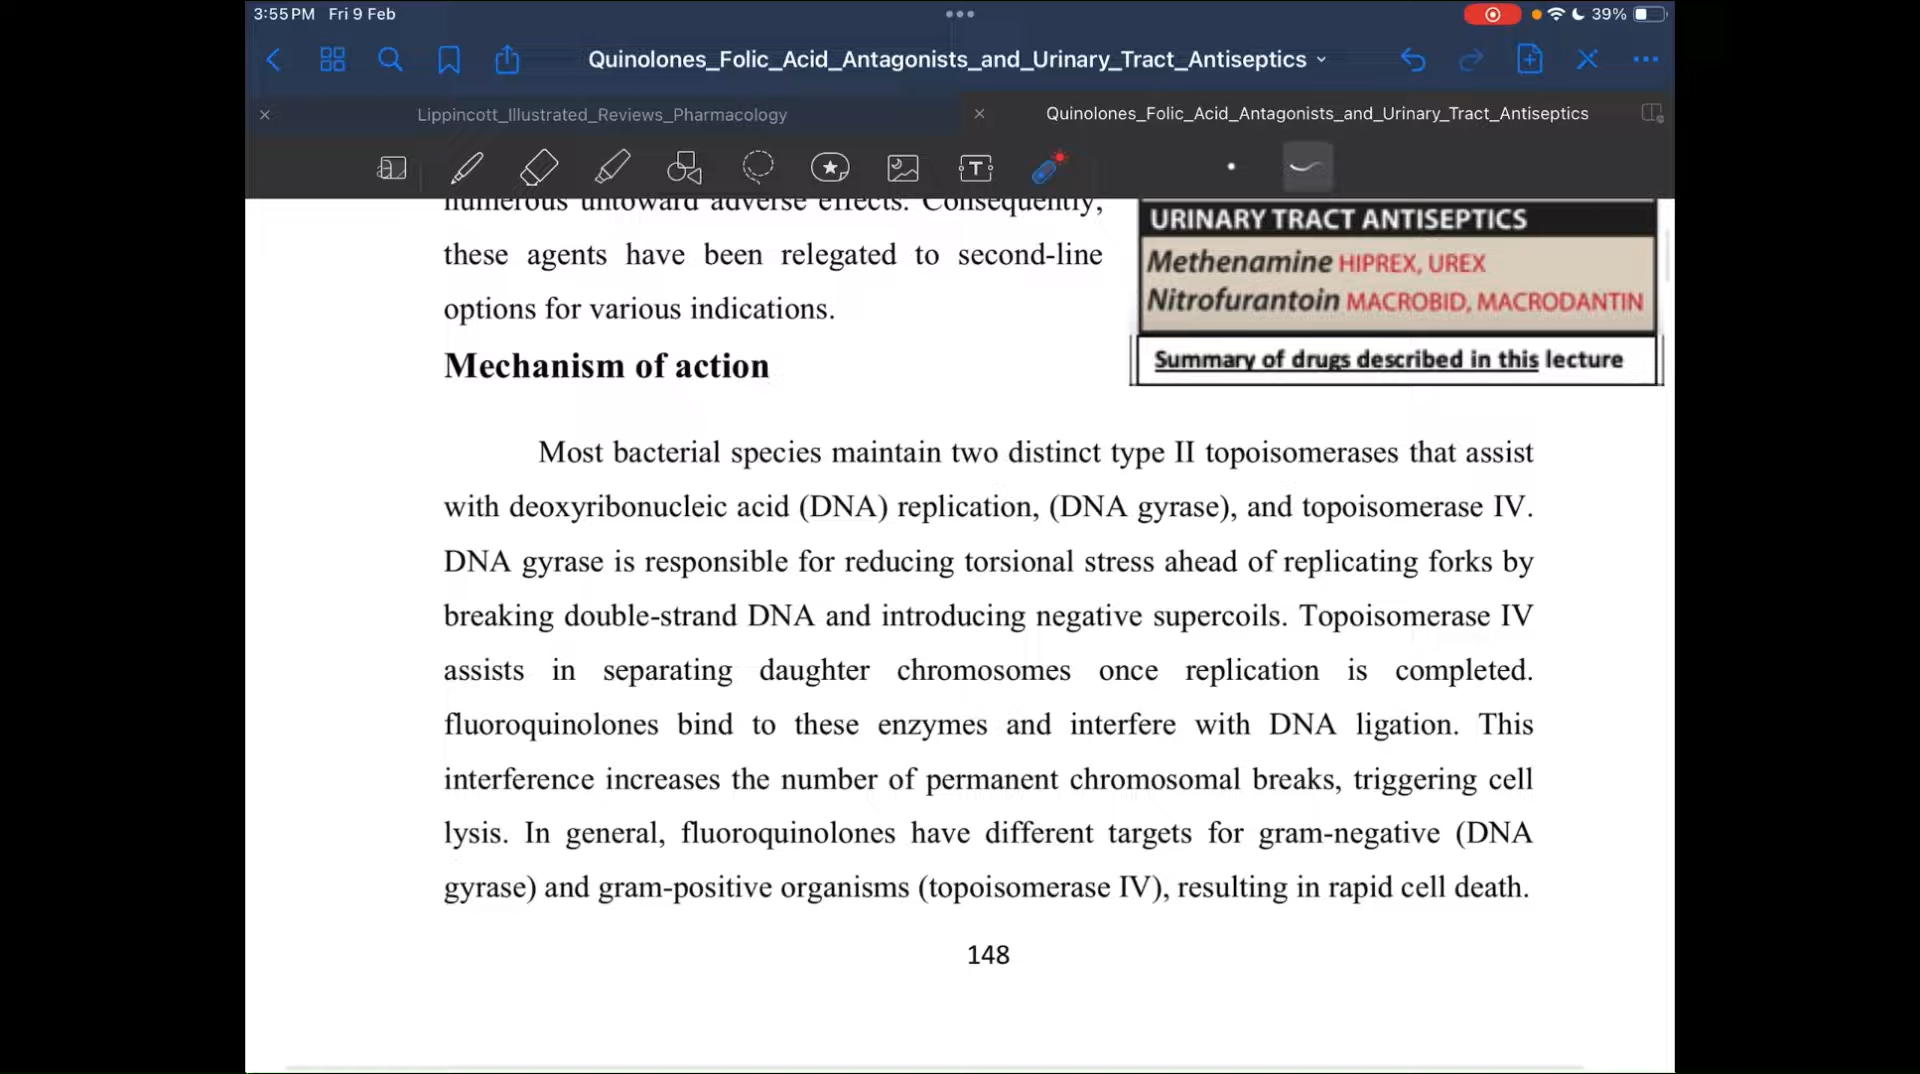 3:55 PM Fri 9 Feb
39%
Quinolones_Folic_Acid_Antagonists_and_Urinary_Tract_Antiseptics
Lippincott_Illustrated_Reviews_Pharmacology
Quinolones_Folic_Acid_Antagonists_and_Urinary_Tract_Antiseptics
numerous untoward adverse effects. Consequently,
these agents have been relegated to second-line
options for various indications.
URINARY TRACT ANTISEPTICS
Methenamine HIPREX, UREX
Nitrofurantoin MACROBID, MACRODANTIN
Summary of drugs described in this lecture
Mechanism of action
Most bacterial species maintain two distinct type II topoisomerases that assist
with deoxyribonucleic acid (DNA) replication, (DNA gyrase), and topoisomerase IV.
DNA gyrase is responsible for reducing torsional stress ahead of replicating forks by
breaking double-strand DNA and introducing negative supercoils. Topoisomerase IV
assists in separating daughter chromosomes once replication is completed.
fluoroquinolones bind to these enzymes and interfere with DNA ligation. This
interference increases the number of permanent chromosomal breaks, triggering cell
lysis. In general, fluoroquinolones have different targets for gram-negative (DNA
gyrase) and gram-positive organisms (topoisomerase IV), resulting in rapid cell death.
148